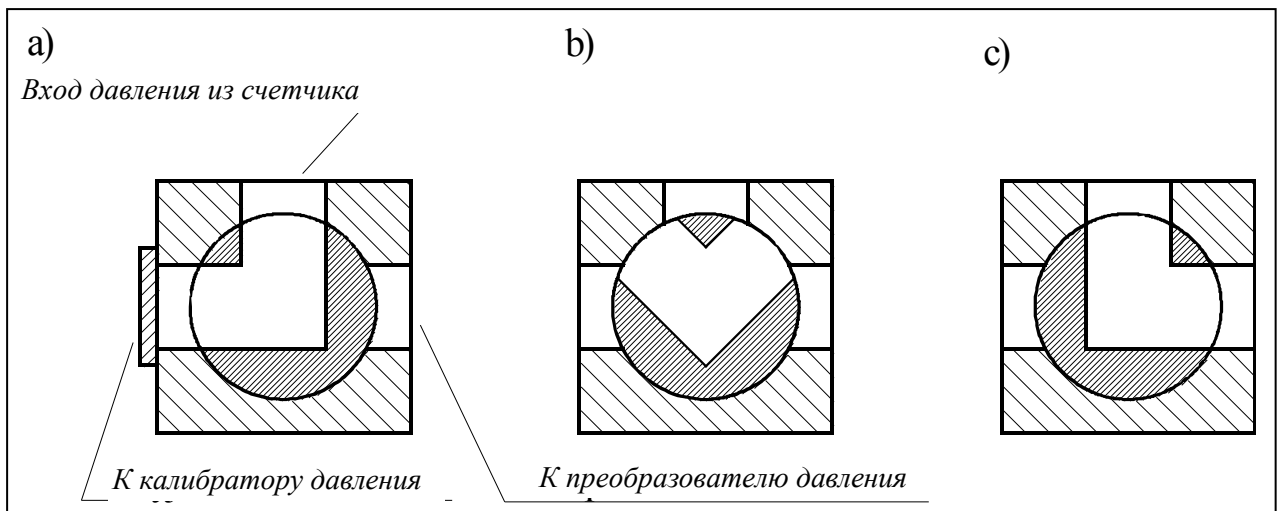 a)
b)
c)
Вход давления из счетчика
К калибратору давления
К преобразователю давления